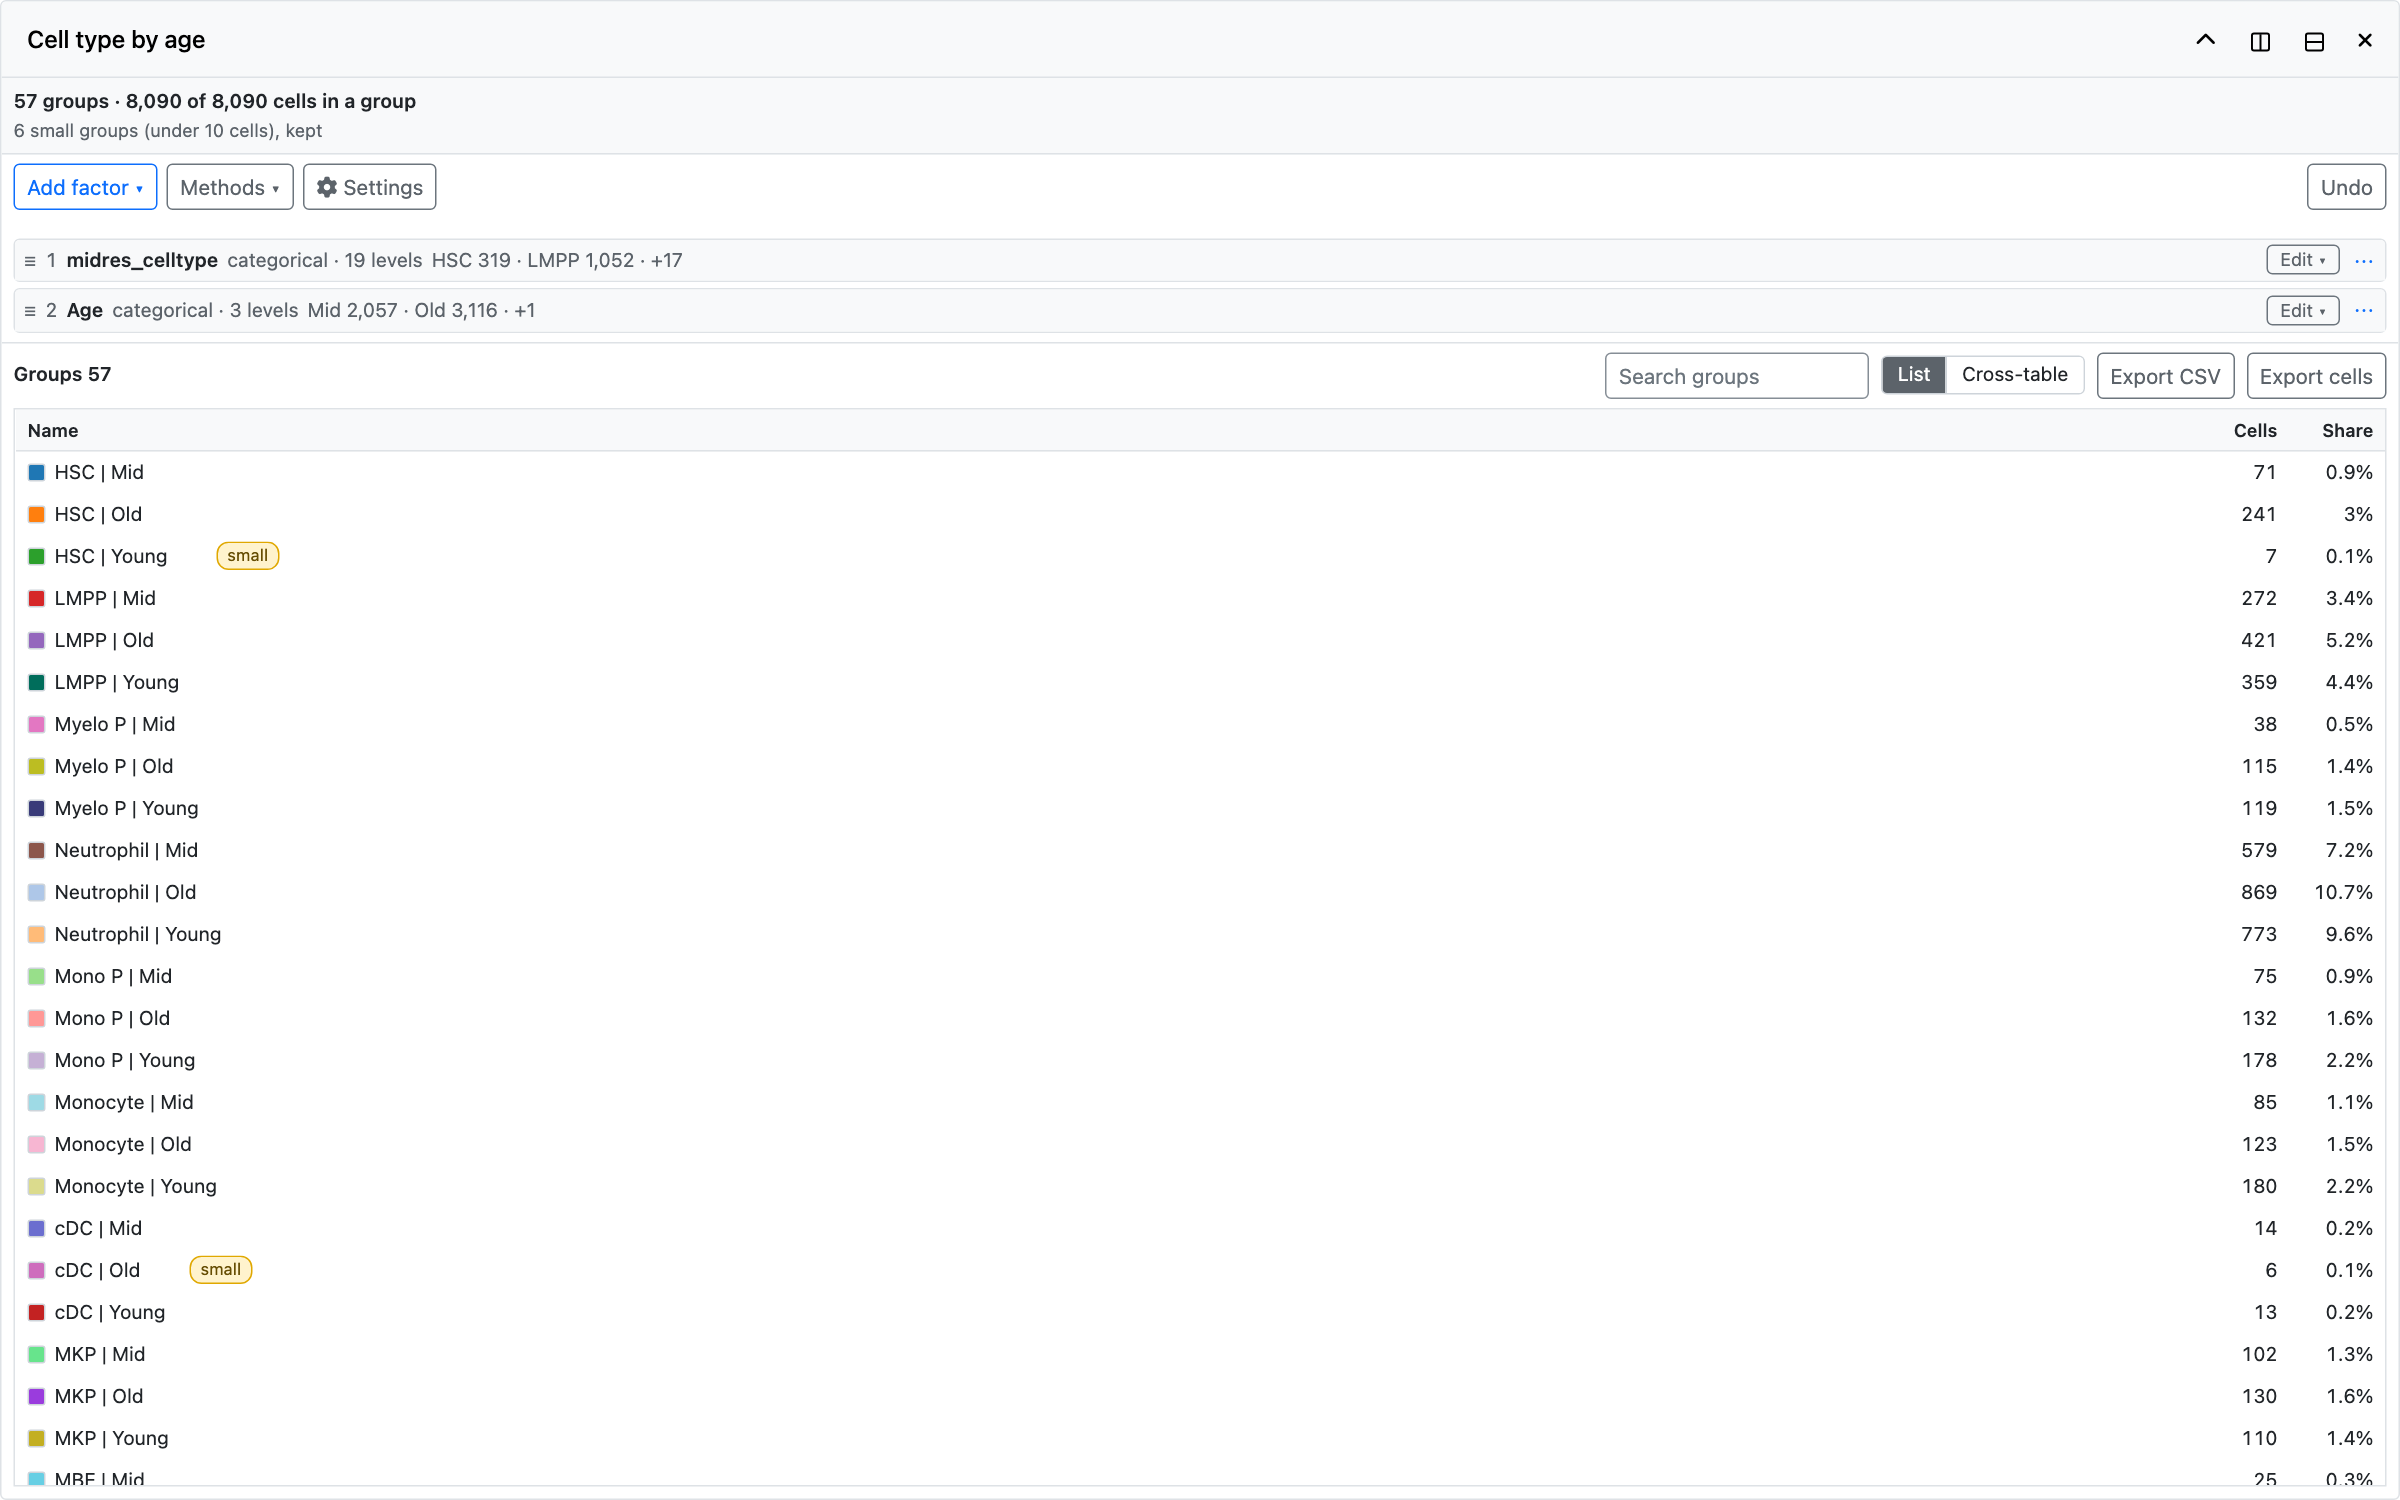 Cell type by age
57 groups · 8,090 of 8,090 cells in a group
6 small groups (under 10 cells), kept
Add factor ▾ Methods ▾ Settings Undo
≡ 1 midres_celltype categorical · 19 levels HSC 319 · LMPP 1,052 · +17 Edit ▾ ···
≡ 2 Age categorical · 3 levels Mid 2,057 · Old 3,116 · +1 Edit ▾ ···
Groups 57 Search groups List Cross-table Export CSV Export cells
Name Cells Share
HSC | Mid 71 0.9%
HSC | Old 241 3%
HSC | Young small 7 0.1%
LMPP | Mid 272 3.4%
LMPP | Old 421 5.2%
LMPP | Young 359 4.4%
Myelo P | Mid 38 0.5%
Myelo P | Old 115 1.4%
Myelo P | Young 119 1.5%
Neutrophil | Mid 579 7.2%
Neutrophil | Old 869 10.7%
Neutrophil | Young 773 9.6%
Mono P | Mid 75 0.9%
Mono P | Old 132 1.6%
Mono P | Young 178 2.2%
Monocyte | Mid 85 1.1%
Monocyte | Old 123 1.5%
Monocyte | Young 180 2.2%
cDC | Mid 14 0.2%
cDC | Old small 6 0.1%
cDC | Young 13 0.2%
MKP | Mid 102 1.3%
MKP | Old 130 1.6%
MKP | Young 110 1.4%
| Mid 25 0.3%